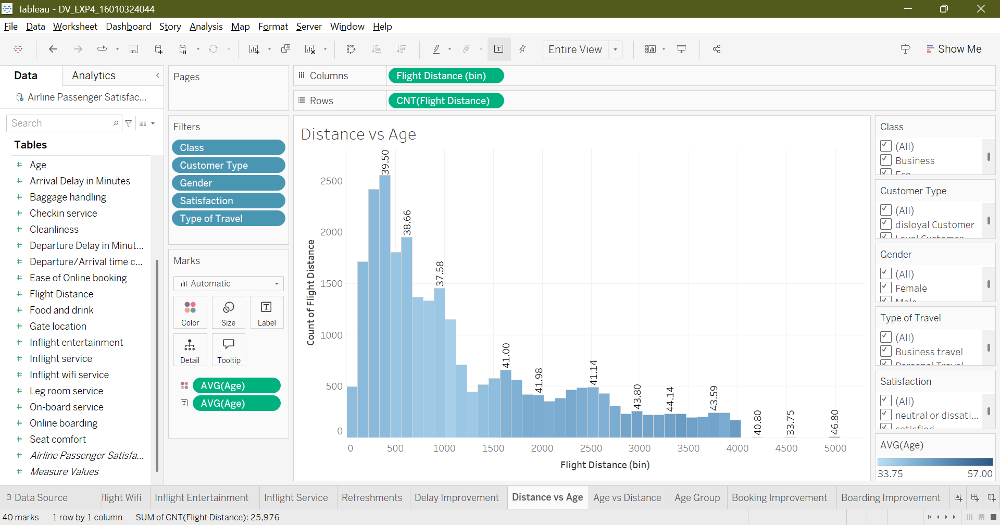 Tableau - DV_EXP4_16010324044
File Data Worksheet Dashboard Story Analysis Map Format Server Window Help
Entire View
Show Me
Data
Analytics
Airline Passenger Satisfac...
Search
Tables
Age
Arrival Delay in Minutes
Baggage handling
Checkin service
Cleanliness
Departure Delay in Minut...
Departure/Arrival time c...
Ease of Online booking
Flight Distance
Food and drink
Gate location
Inflight entertainment
Inflight service
Inflight wifi service
Leg room service
On-board service
Online boarding
Seat comfort
Airline Passenger Satisfa...
Measure Values
Pages
Filters
Class
Customer Type
Gender
Satisfaction
Type of Travel
Marks
Automatic
Color
Size
Label
Detail
Tooltip
AVG(Age)
AVG(Age)
Columns
Flight Distance (bin)
Rows
CNT(Flight Distance)
Distance vs Age
Count of Flight Distance
2500
2000
1500
1000
500
0
39.50
38.66
37.58
41.00
41.98
41.14
43.80
44.14
43.59
40.80
33.75
46.80
0 500 1000 1500 2000 2500 3000 3500 4000 4500 5000
Flight Distance (bin)
Class
(All)
Business
Eco
Customer Type
(All)
disloyal Customer
Loyal Customer
Gender
(All)
Female
Male
Type of Travel
(All)
Business travel
Personal Travel
Satisfaction
(All)
neutral or dissati...
satisfied
AVG(Age)
33.75 57.00
Data Source
flight Wifi
Inflight Entertainment
Inflight Service
Refreshments
Delay Improvement
Distance vs Age
Age vs Distance
Age Group
Booking Improvement
Boarding Improvement
40 marks 1 row by 1 column SUM of CNT(Flight Distance): 25,976